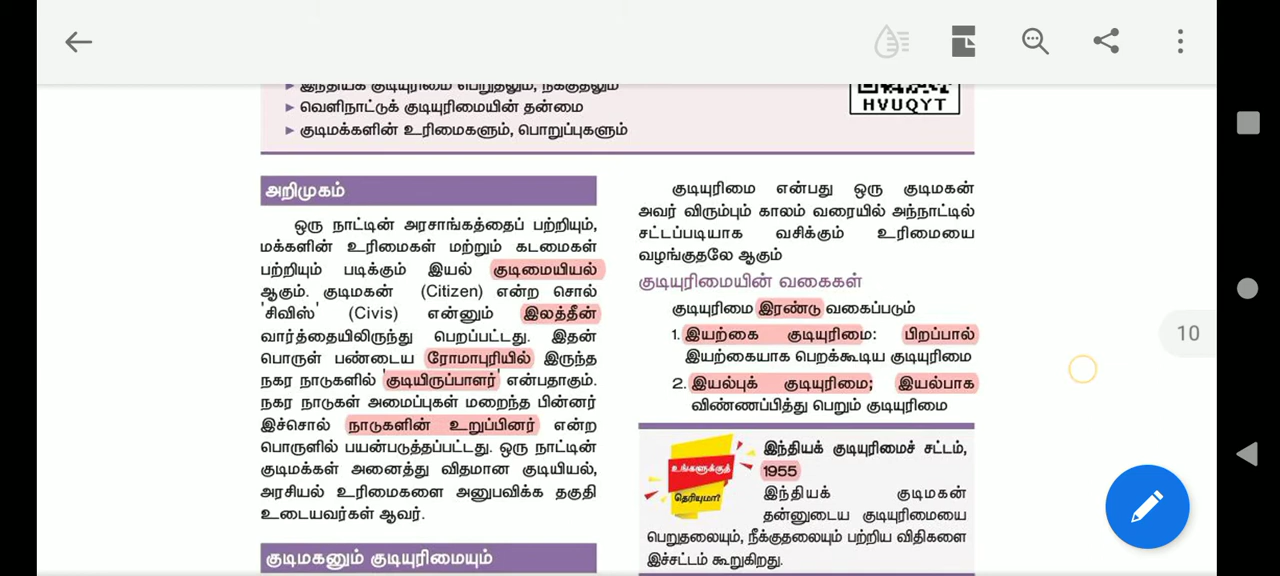 இந்தியக் குடியுரிமை பெறுதலும், நீக்குதலும்
வெளிநாட்டுக் குடியுரிமையின் தன்மை
குடிமக்களின் உரிமைகளும், பொறுப்புகளும்
HVUQYT
அறிமுகம்
ஒரு நாட்டின் அரசாங்கத்தைப் பற்றியும்,
மக்களின் உரிமைகள் மற்றும் கடமைகள்
பற்றியும் படிக்கும் இயல் குடிமையியல்
ஆகும். குடிமகன் (Citizen) என்ற சொல்
'சிவிஸ்' (Civis) என்னும் இலத்தீன்
வார்த்தையிலிருந்து பெறப்பட்டது. இதன்
பொருள் பண்டைய ரோமாபுரியில் இருந்த
நகர நாடுகளில் 'குடியிருப்பாளர்' என்பதாகும்.
நகர நாடுகள் அமைப்புகள் மறைந்த பின்னர்
இச்சொல் நாடுகளின் உறுப்பினர் என்ற
பொருளில் பயன்படுத்தப்பட்டது. ஒரு நாட்டின்
குடிமக்கள் அனைத்து விதமான குடியியல்,
அரசியல் உரிமைகளை அனுபவிக்க தகுதி
உடையவர்கள் ஆவர்.
குடிமகனும் குடியுரிமையும்
குடியுரிமை என்பது ஒரு குடிமகன்
அவர் விரும்பும் காலம் வரையில் அந்நாட்டில்
சட்டப்படியாக வசிக்கும் உரிமையை
வழங்குதலே ஆகும்
குடியுரிமையின் வகைகள்
குடியுரிமை இரண்டு வகைப்படும்
1. இயற்கை குடியுரிமை: பிறப்பால்
இயற்கையாக பெறக்கூடிய குடியுரிமை
2. இயல்புக் குடியுரிமை; இயல்பாக
விண்ணப்பித்து பெறும் குடியுரிமை
உங்களுக்குத்
தெரியுமா?
இந்தியக் குடியுரிமைச் சட்டம்,
1955
இந்தியக் குடிமகன்
தன்னுடைய குடியுரிமையை
பெறுதலையும், நீக்குதலையும் பற்றிய விதிகளை
இச்சட்டம் கூறுகிறது.
10